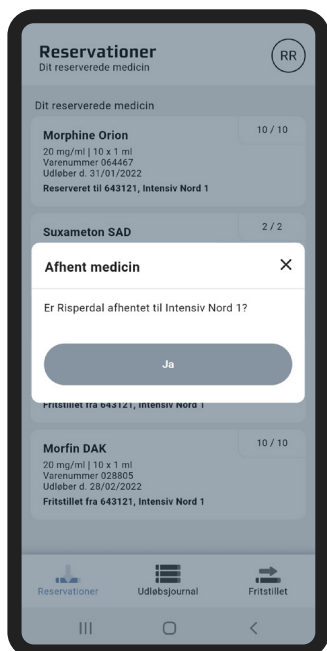 Reservationer
Dit reserverede medicin
RR
Dit reserverede medicin
Morphine Orion
10 / 10
20 mg/ml | 10 x 1 ml
Varenummer 064467
Udløber d. 31/01/2022
Reserveret til 643121, Intensiv Nord 1
Suxameton SAD
2 / 2
Afhent medicin
Er Risperdal afhentet til Intensiv Nord 1?
Ja
Fritstillet fra 643121, Intensiv Nord 1
Morfin DAK
10 / 10
20 mg/ml | 10 x 1 ml
Varenummer 028805
Udløber d. 28/02/2022
Fritstillet fra 643121, Intensiv Nord 1
Reservationer
Udløbsjournal
Fritstillet